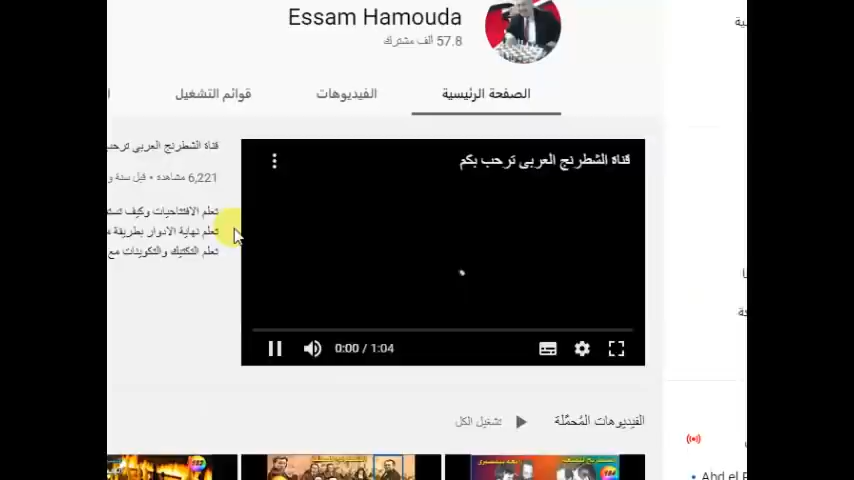 Essam Hamouda
57.8 ألف مشترك
الصفحة الرئيسية
الفيديوهات
قوائم التشغيل
قناة الشطرنج العربى ترحب بكم
قناة الشطرنج العربى ترحب
6,221 مشاهدة • قبل سنة
تعلم الافتتاحيات وكيف
تعلم نهاية الادوار بطريقة
تعلم التكتيك والتكوينات مع
0:00 / 1:04
الفيديوهات المُحمَّلة
تشغيل الكل
Abd el